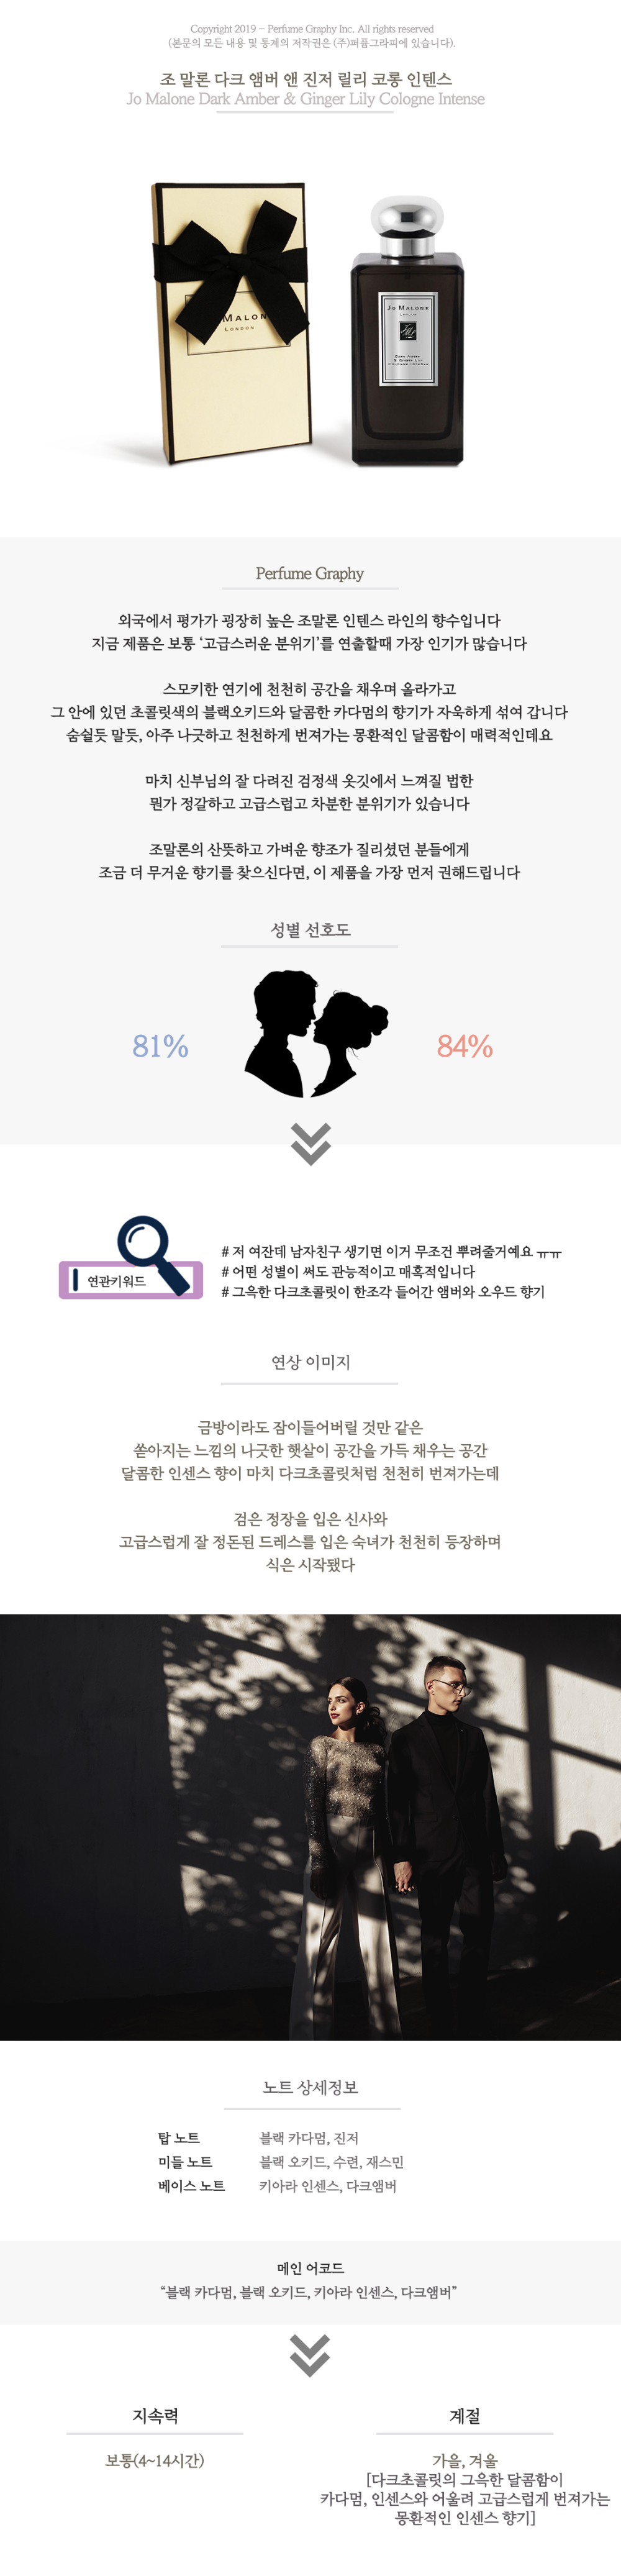 Copyright 2019 - Perfume Graphy Inc. All rights reserved
(본문의 모든 내용 및 통계의 저작권은 (주)퍼퓸그라피에 있습니다).
조 말론 다크 앰버 앤 진저 릴리 코롱 인텐스
Jo Malone Dark Amber & Ginger Lily Cologne Intense
MALON
LONDON
JO MALONE
LONDON
DARK AMBER
& GINGER LILY
COLOGNE INTENSE
Perfume Graphy
외국에서 평가가 굉장히 높은 조말론 인텐스 라인의 향수입니다
지금 제품은 보통 ‘고급스러운 분위기’를 연출할때 가장 인기가 많습니다
스모키한 연기에 천천히 공간을 채우며 올라가고
그 안에 있던 초콜릿색의 블랙오키드와 달콤한 카다멈의 향기가 자욱하게 섞여 갑니다
숨쉴듯 말듯, 아주 나긋하고 천천하게 번져가는 몽환적인 달콤함이 매력적인데요
마치 신부님의 잘 다려진 검정색 옷깃에서 느껴질 법한
뭔가 정갈하고 고급스럽고 차분한 분위기가 있습니다
조말론의 산뜻하고 가벼운 향조가 질리셨던 분들에게
조금 더 무거운 향기를 찾으신다면, 이 제품을 가장 먼저 권해드립니다
성별 선호도
81%
84%
연관키워드
# 저 여잔데 남자친구 생기면 이거 무조건 뿌려줄거예요 ㅠㅠ
# 어떤 성별이 써도 관능적이고 매혹적입니다
# 그윽한 다크초콜릿이 한조각 들어간 앰버와 오우드 향기
연상 이미지
금방이라도 잠이들어버릴 것만 같은
쏟아지는 느낌의 나긋한 햇살이 공간을 가득 채우는 공간
달콤한 인센스 향이 마치 다크초콜릿처럼 천천히 번져가는데
검은 정장을 입은 신사와
고급스럽게 잘 정돈된 드레스를 입은 숙녀가 천천히 등장하며
식은 시작됐다
노트 상세정보
탑 노트 블랙 카다멈, 진저
미들 노트 블랙 오키드, 수련, 재스민
베이스 노트 키아라 인센스, 다크앰버
메인 어코드
“블랙 카다멈, 블랙 오키드, 키아라 인센스, 다크앰버”
지속력
보통(4~14시간)
계절
가을, 겨울
[다크초콜릿의 그윽한 달콤함이
카다멈, 인센스와 어울려 고급스럽게 번져가는
몽환적인 인센스 향기]